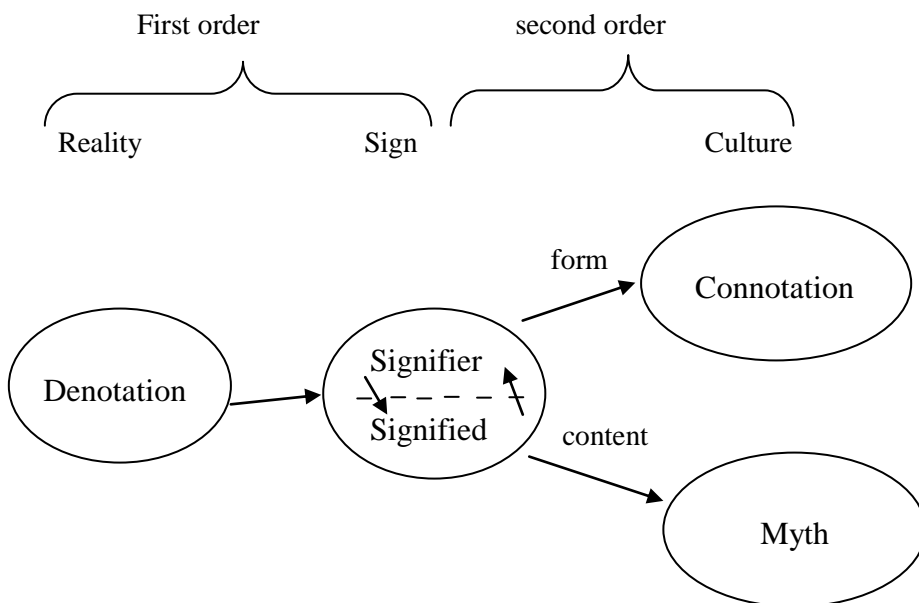 First order
second order
Reality
Sign
Culture
form
Connotation
Signifier
Denotation
Signified
content
Myth